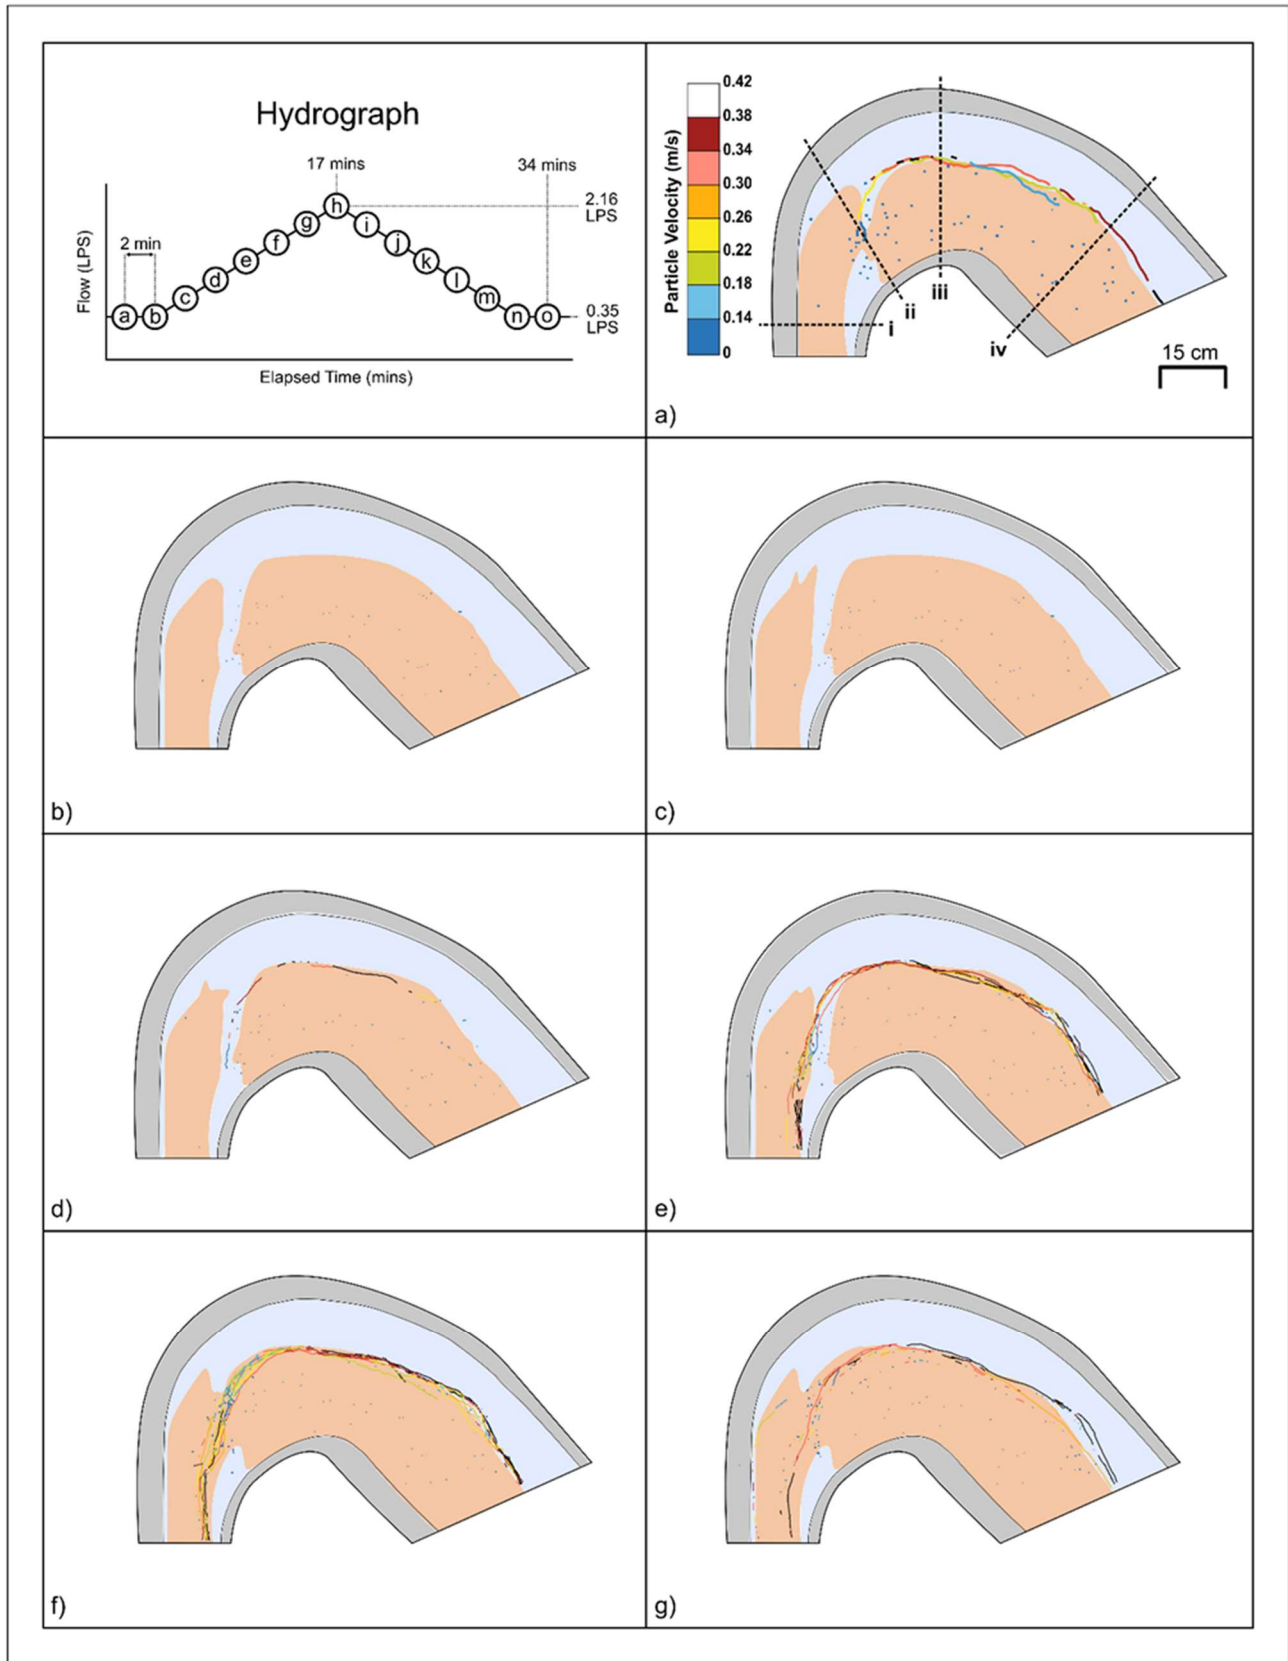 Hydrograph
17 mins
34 mins
2.16
LPS
2 min
Flow (LPS)
a b c d e f g h i j k l m n o
0.35
LPS
Elapsed Time (mins)
Particle Velocity (m/s)
0.42
0.38
0.34
0.30
0.26
0.22
0.18
0.14
0
i
ii
iii
iv
15 cm
a)
b)
c)
d)
e)
f)
g)